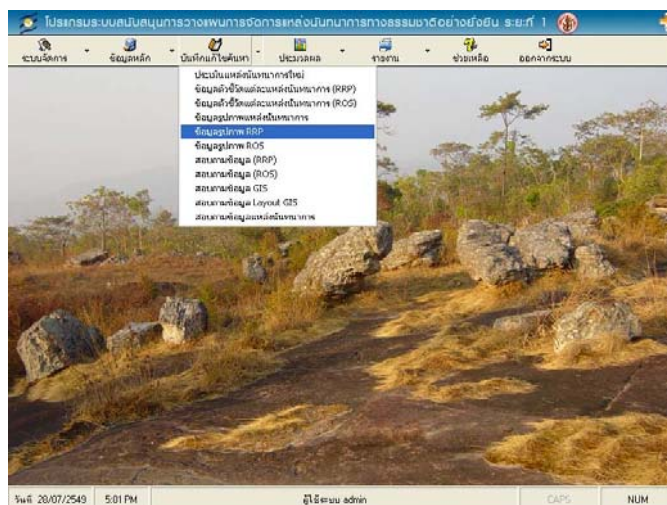 โปรแกรมระบบสนับสนุนการวางแผนการจัดการแหล่งนันทนาการทางธรรมชาติอย่างยั่งยืน ระยะที่ 1
ระบบจัดการ ข้อมูลหลัก บันทึกแก้ไขค้นหา ประมวลผล รายงาน ช่วยเหลือ ออกจากระบบ
ประเมินแหล่งนันทนาการใหม่
ข้อมูลตัวชี้วัดแต่ละแหล่งนันทนาการ (RRP)
ข้อมูลตัวชี้วัดแต่ละแหล่งนันทนาการ (ROS)
ข้อมูลรูปภาพแหล่งนันทนาการ
ข้อมูลรูปภาพ RRP
ข้อมูลรูปภาพ ROS
สอบถามข้อมูล (RRP)
สอบถามข้อมูล (ROS)
สอบถามข้อมูล GIS
สอบถามข้อมูล Layout GIS
สอบถามข้อมูลแหล่งนันทนาการ
วันที่ 28/07/2549 5:01 PM ผู้ใช้ระบบ admin CAPS NUM